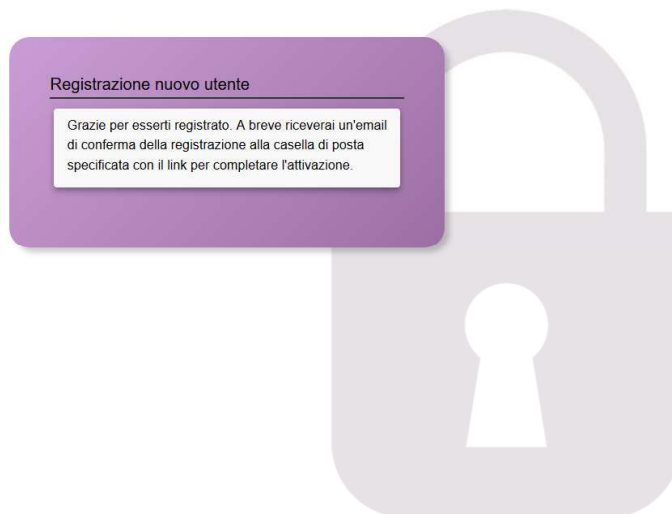 Registrazione nuovo utente
Grazie per esserti registrato. A breve riceverai un'email
di conferma della registrazione alla casella di posta
specificata con il link per completare l'attivazione.